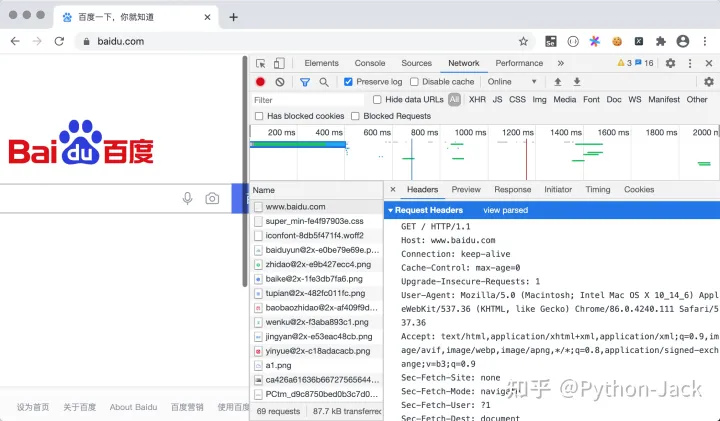 百度一下，你就知道
baidu.com
Elements Console Sources Network Performance 3 16
Preserve log Disable cache Online
Filter Hide data URLs All XHR JS CSS Img Media Font Doc WS Manifest Other
Has blocked cookies Blocked Requests
200 ms 400 ms 600 ms 800 ms 1000 ms 1200 ms 1400 ms 1600 ms 1800 ms 2000 m
Bai du 百度
Name
www.baidu.com
super_min-fe4f97903e.css
iconfont-8db5f471f4.woff2
baiduyun@2x-e0be79e69e.p...
zhidao@2x-e9b427ecc4.png
baike@2x-1fe3db7fa6.png
tupian@2x-482fc011fc.png
baobaozhidao@2x-af409f9d...
wenku@2x-f3aba893c1.png
jingyan@2x-e53eac48cb.png
yinyue@2x-c18adacacb.png
a1.png
ca426a61636b66727565644...
PCtm_d9c8750bed0b3c7d0...
69 requests 87.7 kB transferred
Headers Preview Response Initiator Timing Cookies
Request Headers view parsed
GET / HTTP/1.1
Host: www.baidu.com
Connection: keep-alive
Cache-Control: max-age=0
Upgrade-Insecure-Requests: 1
User-Agent: Mozilla/5.0 (Macintosh; Intel Mac OS X 10_14_6) Appl
eWebKit/537.36 (KHTML, like Gecko) Chrome/86.0.4240.111 Safari/5
37.36
Accept: text/html,application/xhtml+xml,application/xml;q=0.9,im
age/avif,image/webp,image/apng,*/*;q=0.8,application/signed-exch
ange;v=b3;q=0.9
Sec-Fetch-Site: none
Sec-Fetch-Mode: navigate
Sec-Fetch-User: ?1
Sec-Fetch-Dest: document
设为首页 关于百度 About Baidu 百度营销 使用百度
知乎 @Python-Jack